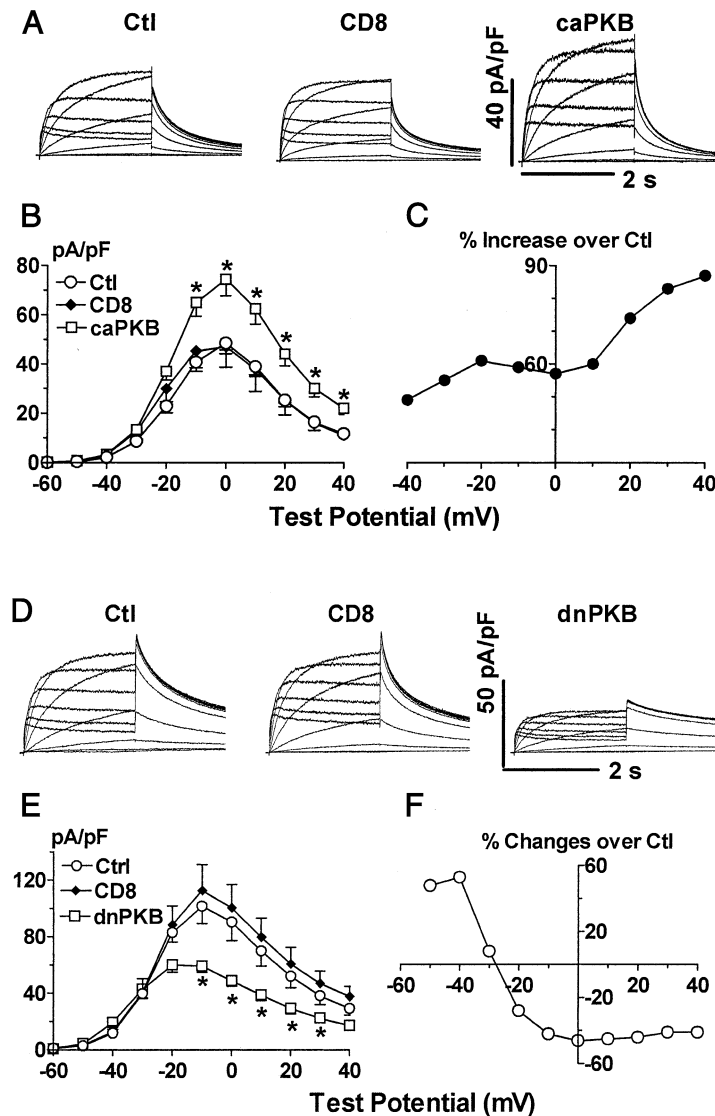 A
Ctl
CD8
caPKB
40 pA/pF
2 s
B
pA/pF
Ctl
CD8
caPKB
80
60
40
20
0
-60
-40
-20
0
20
40
* * * * * *
C
% Increase over Ctl
90
60
-40
-20
0
20
40
Test Potential (mV)
D
Ctl
CD8
dnPKB
50 pA/pF
2 s
E
pA/pF
Ctrl
CD8
dnPKB
120
80
40
0
-60
-40
-20
0
20
40
* * * * *
F
% Changes over Ctl
60
40
20
0
-20
-40
-60
-60
-40
-20
20
40
Test Potential (mV)